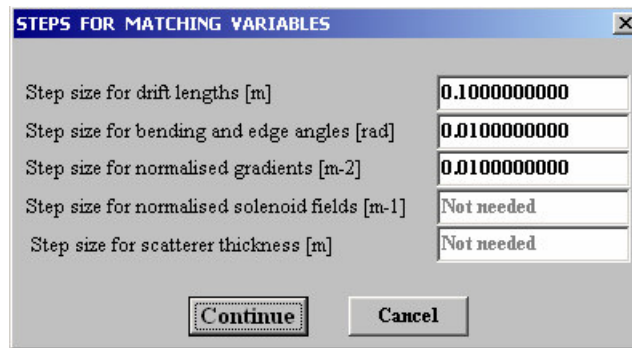 STEPS FOR MATCHING VARIABLES
Step size for drift lengths [m] 0.1000000000
Step size for bending and edge angles [rad] 0.0100000000
Step size for normalised gradients [m-2] 0.0100000000
Step size for normalised solenoid fields [m-1] Not needed
Step size for scatterer thickness [m] Not needed
Continue Cancel